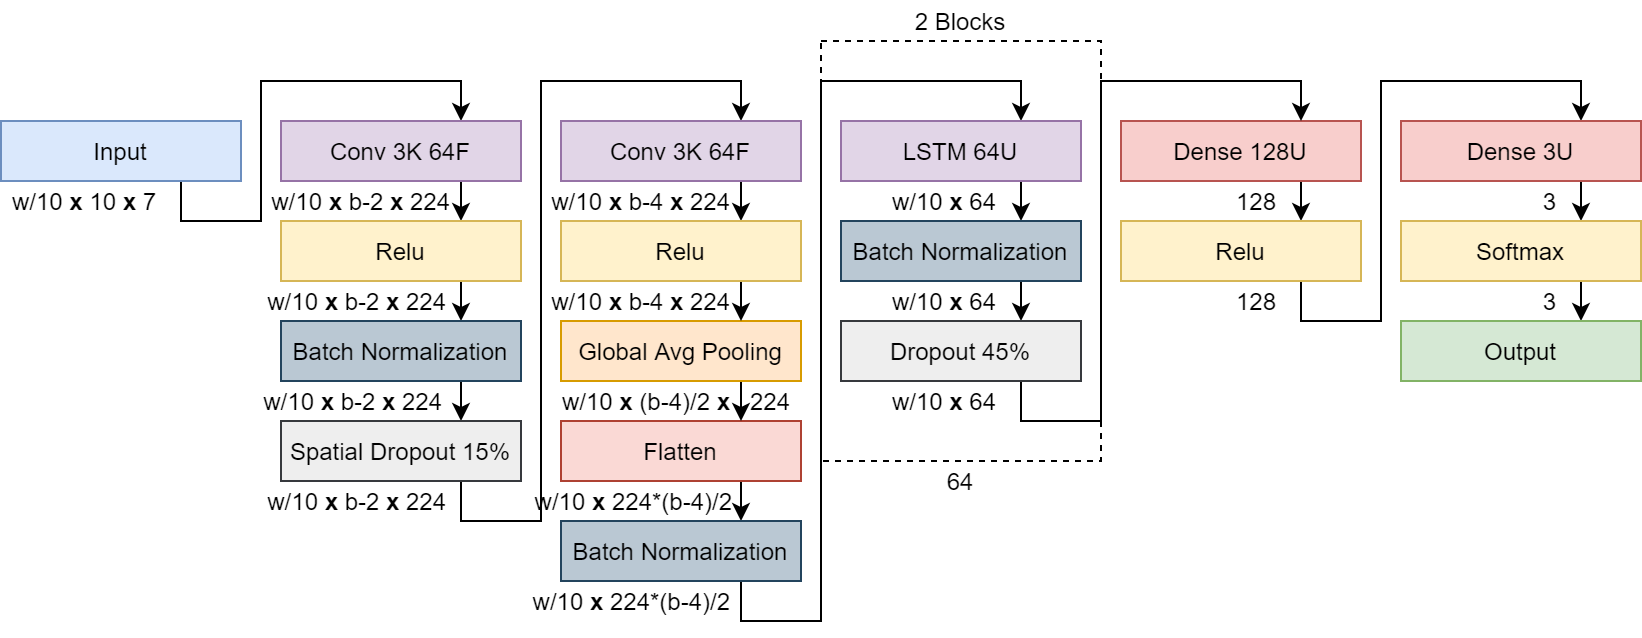 2 Blocks
Input
w/10 x 10 x 7
Conv 3K 64F
w/10 x b-2 x 224
Relu
w/10 x b-2 x 224
Batch Normalization
w/10 x b-2 x 224
Spatial Dropout 15%
w/10 x b-2 x 224
Conv 3K 64F
w/10 x b-4 x 224
Relu
w/10 x b-4 x 224
Global Avg Pooling
w/10 x (b-4)/2 x 224
Flatten
w/10 x 224*(b-4)/2
Batch Normalization
w/10 x 224*(b-4)/2
LSTM 64U
w/10 x 64
Batch Normalization
w/10 x 64
Dropout 45%
w/10 x 64
64
Dense 128U
128
Relu
128
Dense 3U
3
Softmax
3
Output